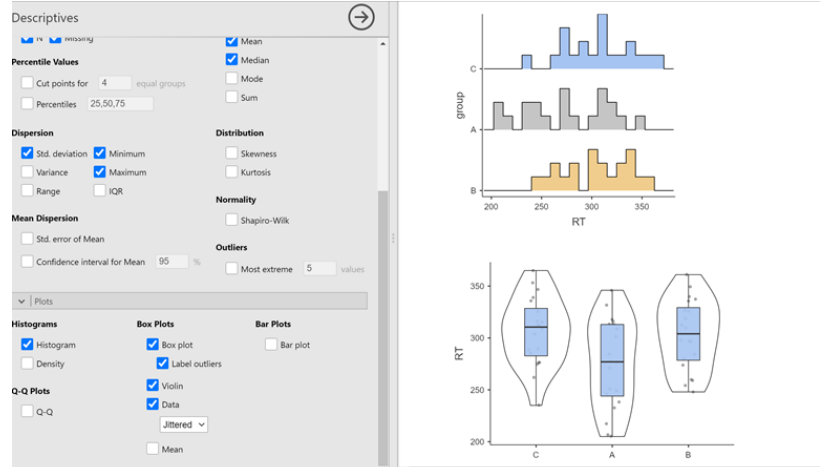 Descriptives
N Missing
Mean
Percentile Values
Median
Cut points for 4 equal groups
Mode
Percentiles 25,50,75
Sum
Dispersion
Distribution
Std. deviation Minimum
Skewness
Variance Maximum
Kurtosis
Range IQR
Normality
Mean Dispersion
Shapiro-Wilk
Std. error of Mean
Outliers
Confidence interval for Mean 95 %
Most extreme 5 values
Plots
Histograms Box Plots Bar Plots
Histogram Box plot Bar plot
Density Label outliers
Violin
Q-Q Plots
Data
Q-Q
Jittered
Mean
group
C
A
B
200 250 300 350
RT
RT
350
300
250
200
C A B